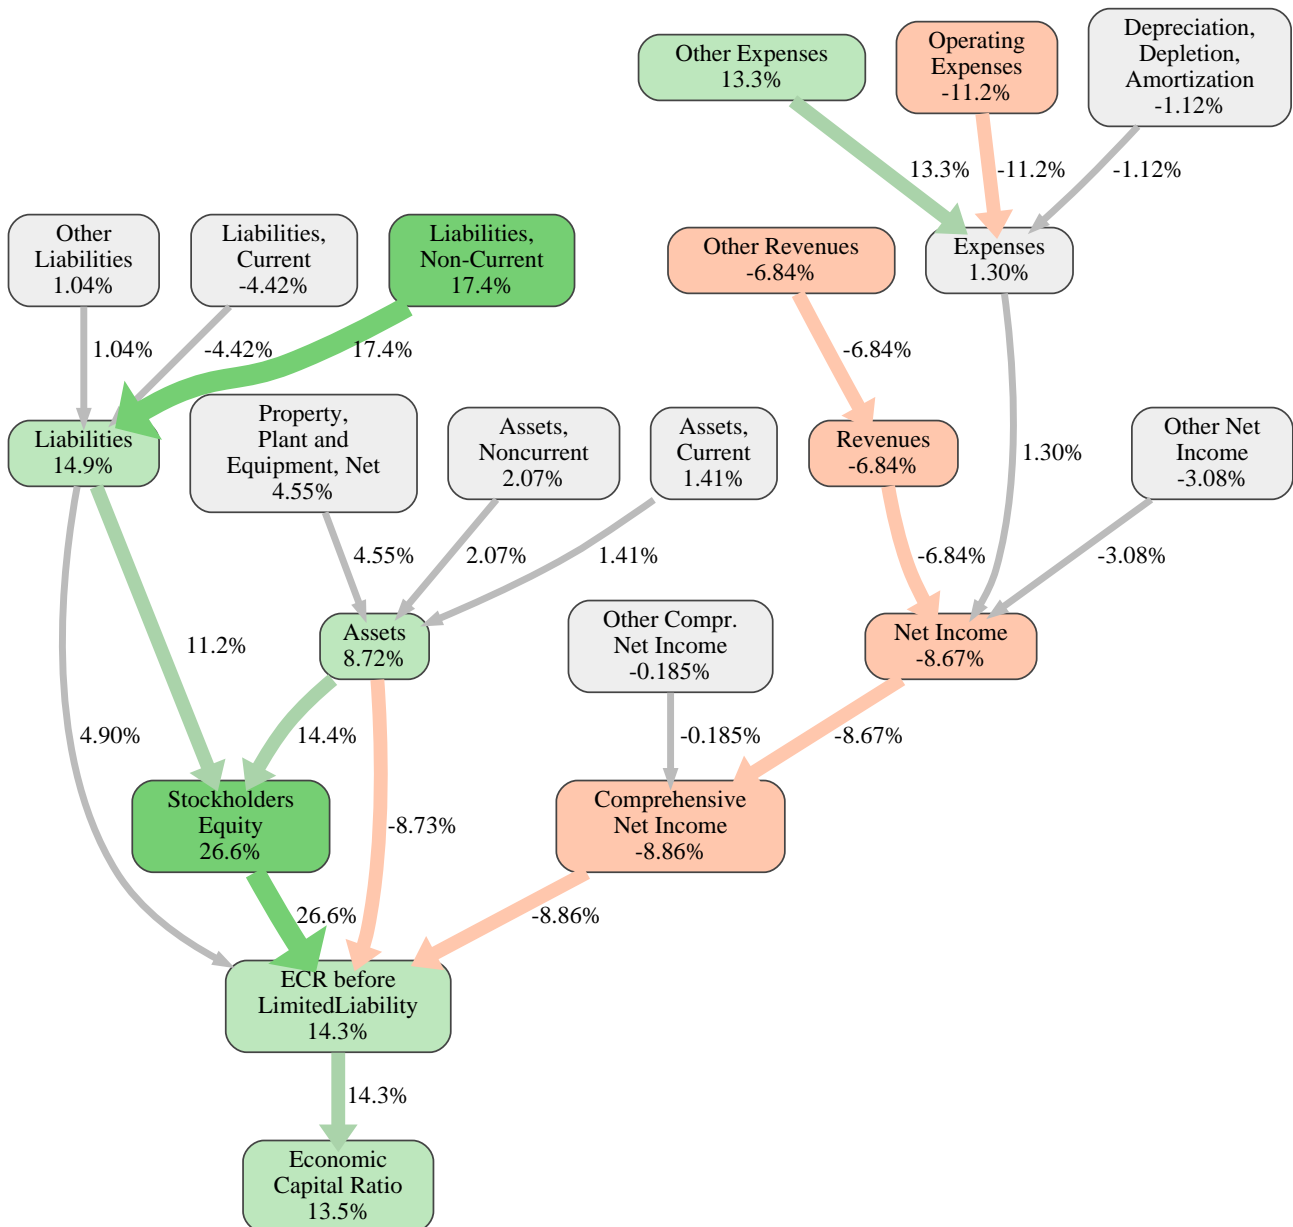 Other Expenses
13.3%
Operating
Expenses
-11.2%
Depreciation,
Depletion,
Amortization
-1.12%
13.3%
-11.2%
-1.12%
Other
Liabilities
1.04%
Liabilities,
Current
-4.42%
Liabilities,
Non-Current
17.4%
Other Revenues
-6.84%
Expenses
1.30%
1.04%
-4.42%
17.4%
-6.84%
Liabilities
14.9%
Property,
Plant and
Equipment, Net
4.55%
Assets,
Noncurrent
2.07%
Assets,
Current
1.41%
Revenues
-6.84%
1.30%
Other Net
Income
-3.08%
4.55%
2.07%
1.41%
-6.84%
-3.08%
11.2%
Assets
8.72%
Other Compr.
Net Income
-0.185%
Net Income
-8.67%
4.90%
14.4%
-0.185%
-8.67%
Stockholders
Equity
26.6%
-8.73%
Comprehensive
Net Income
-8.86%
26.6%
-8.86%
ECR before
LimitedLiability
14.3%
14.3%
Economic
Capital Ratio
13.5%